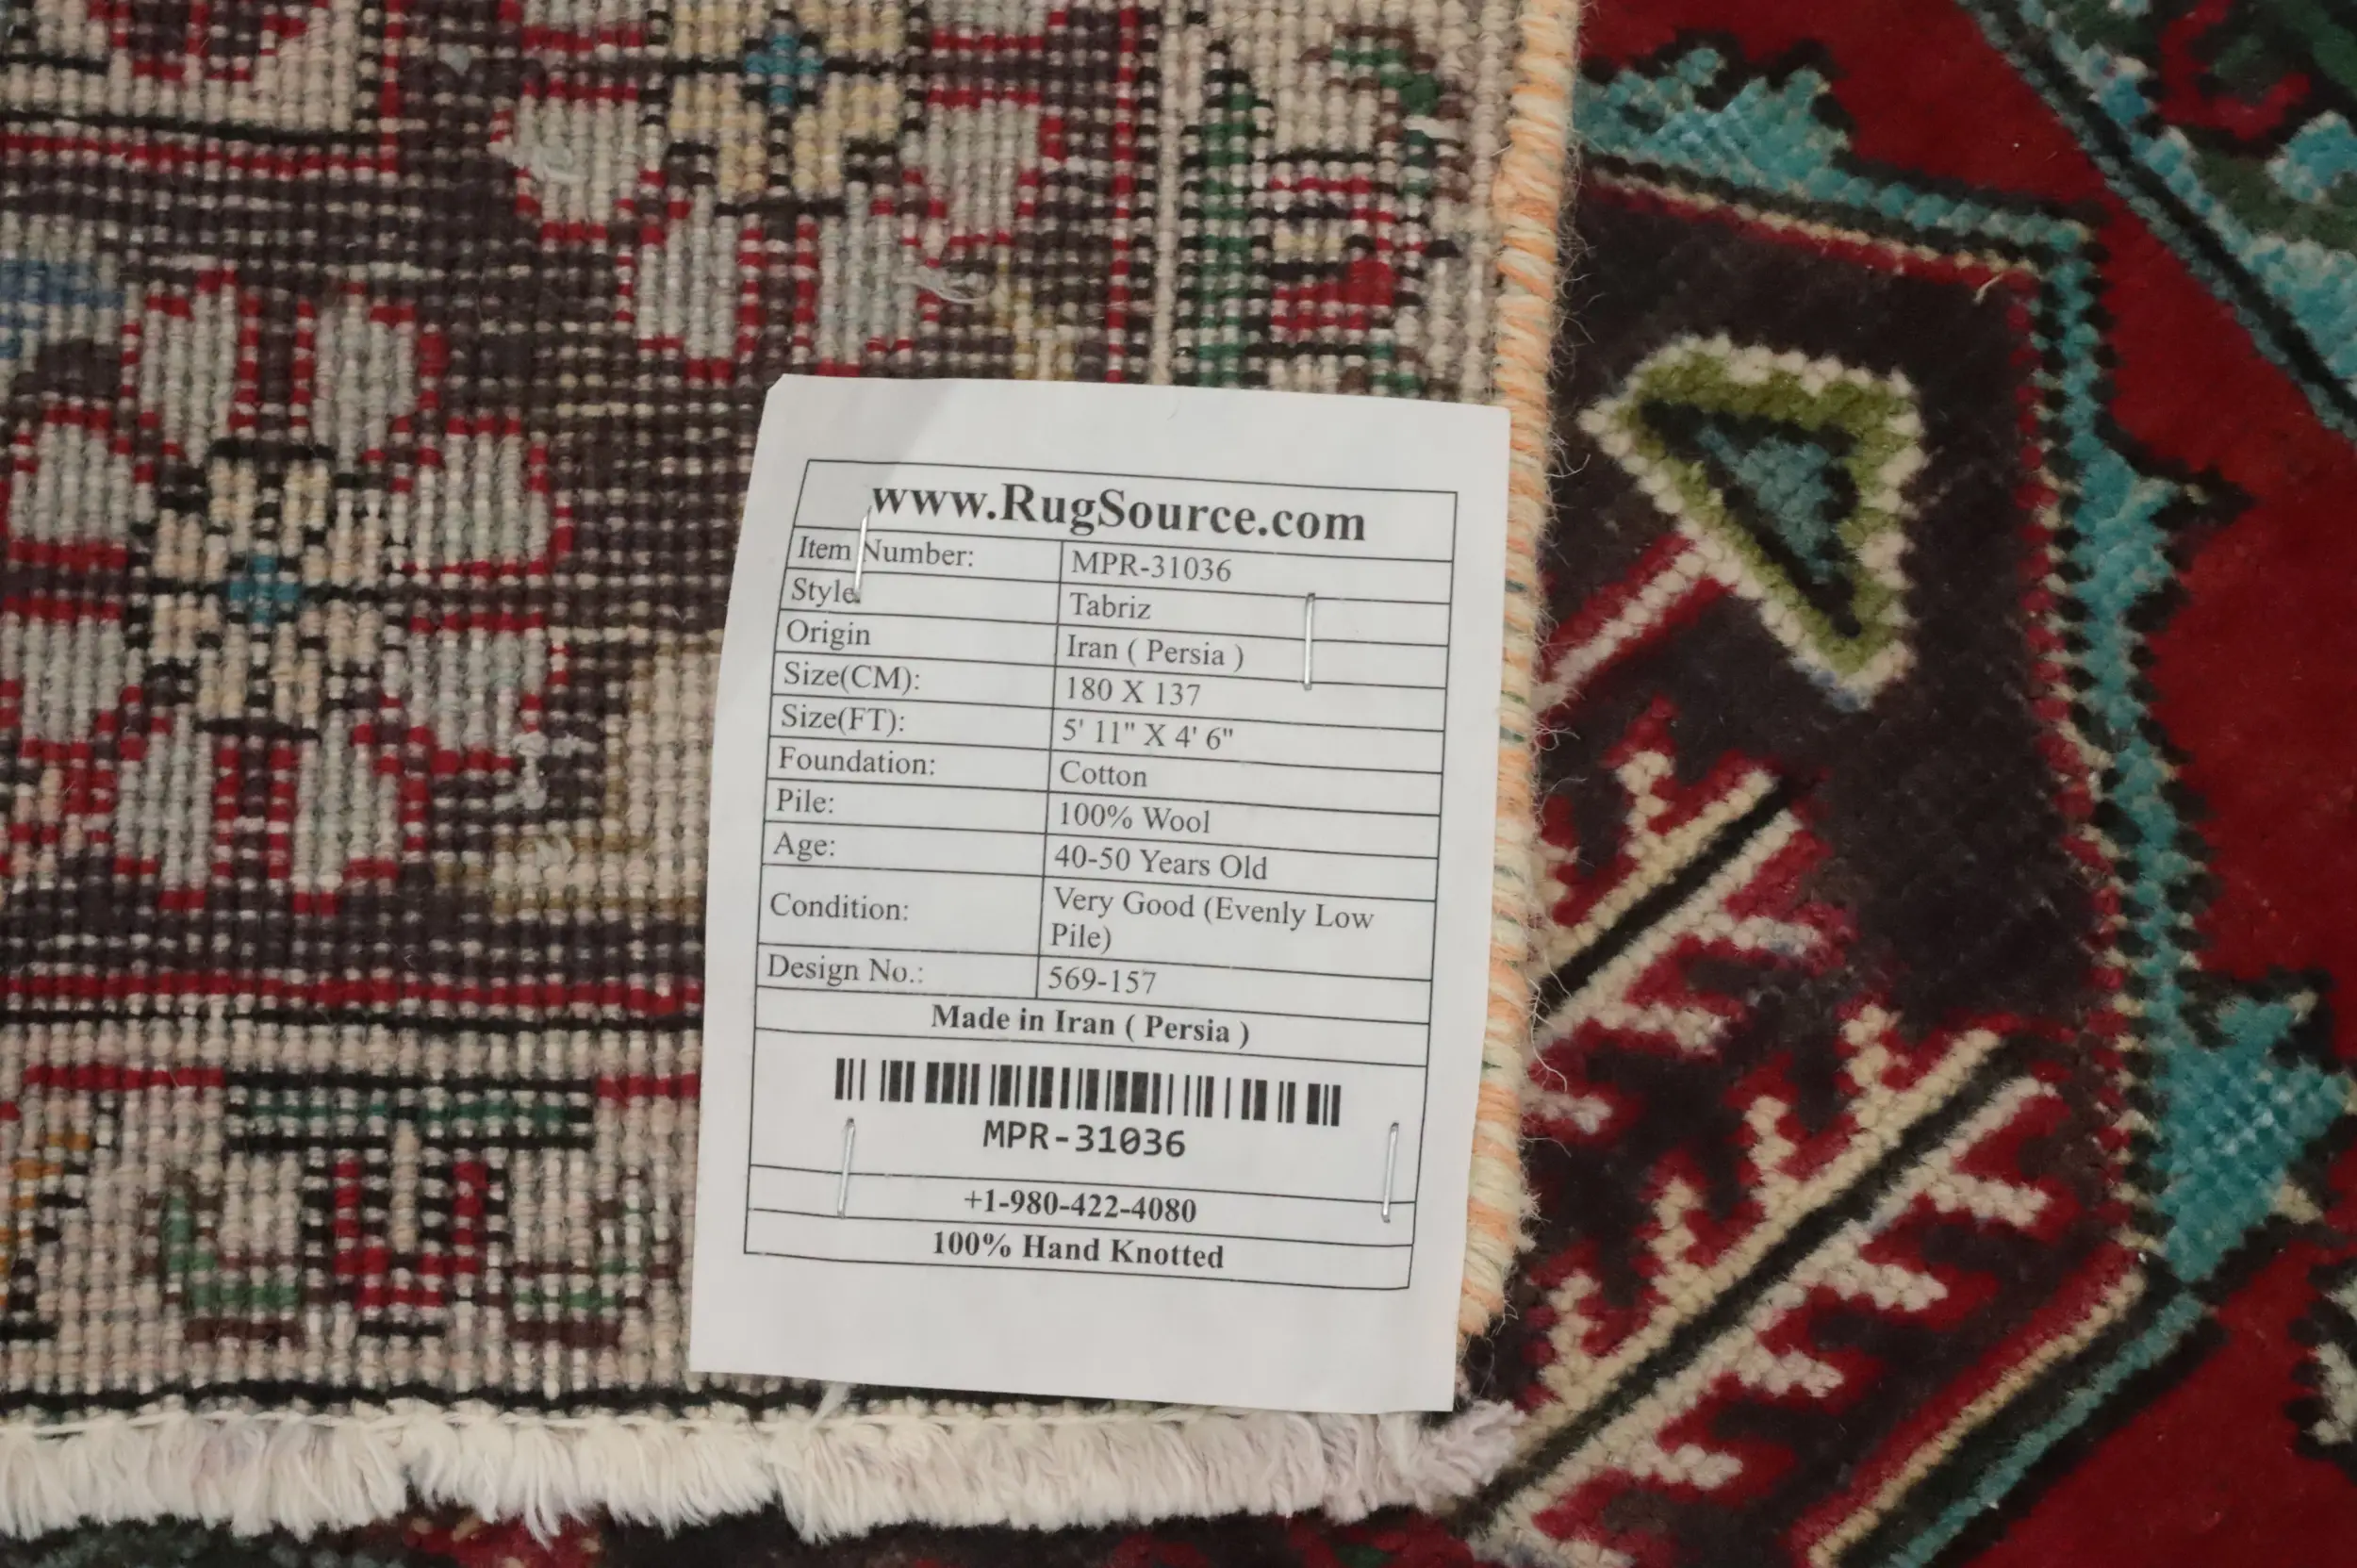 www.RugSource.com
Item Number: MPR-31036
Style: Tabriz
Origin Iran ( Persia )
Size(CM): 180 X 137
Size(FT): 5' 11" X 4' 6"
Foundation: Cotton
Pile: 100% Wool
Age: 40-50 Years Old
Condition: Very Good (Evenly Low
Pile)
Design No.: 569-157
Made in Iran ( Persia )
MPR-31036
+1-980-422-4080
100% Hand Knotted